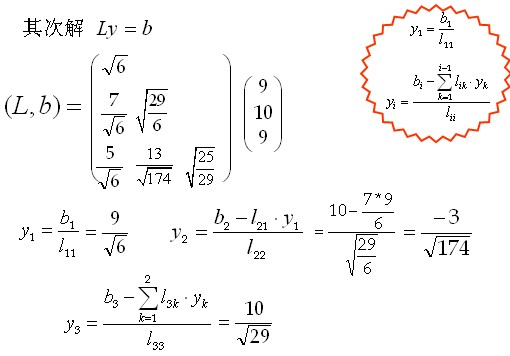 其次解 Ly = b
y₁ = b₁ / l₁₁
yᵢ = (bᵢ − ∑_{k=1}^{i−1} lᵢₖ · yₖ) / lᵢᵢ
(L, b) = ( √6 ; 7/√6 √(29/6) ; 5/√6 13/√174 √(25/29) ) ( 9 ; 10 ; 9 )
y₁ = b₁ / l₁₁ = 9/√6 y₂ = (b₂ − l₂₁ · y₁) / l₂₂ = (10 − 7*9/6) / √(29/6) = −3/√174
y₃ = (b₃ − ∑_{k=1}^{2} l₃ₖ · yₖ) / l₃₃ = 10/√29